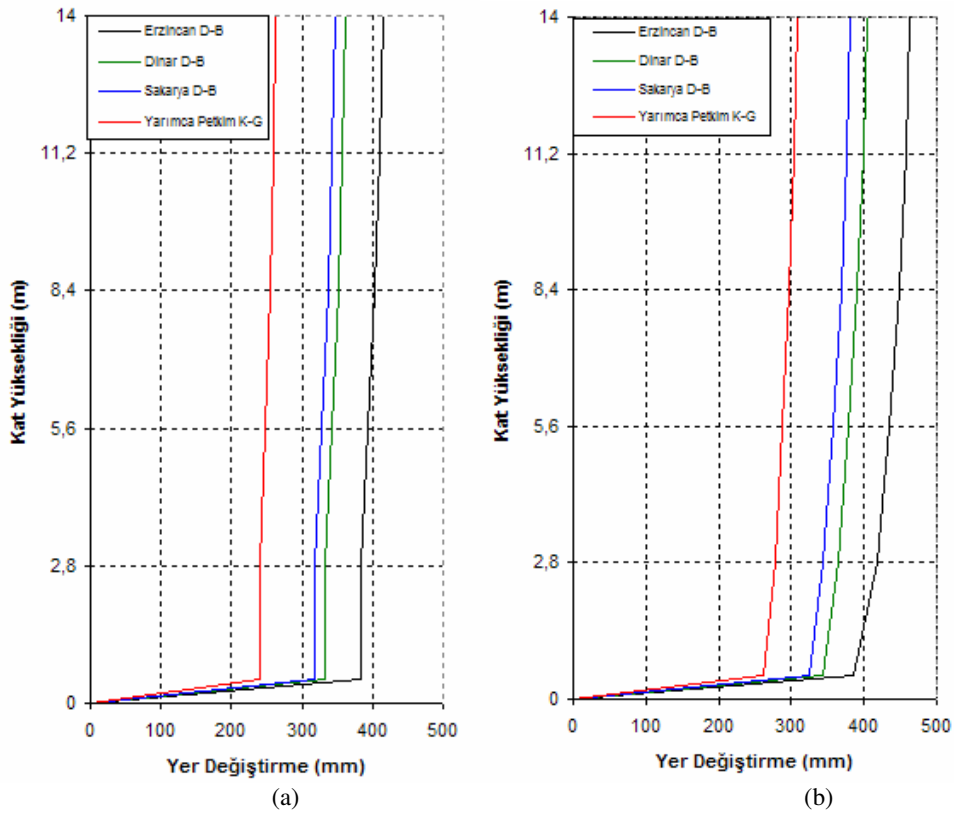 14
11,2
8,4
5,6
2,8
0
Kat Yüksekliği (m)
Erzincan D-B
Dinar D-B
Sakarya D-B
Yarımca Petkim K-G
0 100 200 300 400 500
Yer Değiştirme (mm)
(a)
14
11,2
8,4
5,6
2,8
0
Kat Yüksekliği (m)
Erzincan D-B
Dinar D-B
Sakarya D-B
Yarımca Petkim K-G
0 100 200 300 400 500
Yer Değiştirme (mm)
(b)